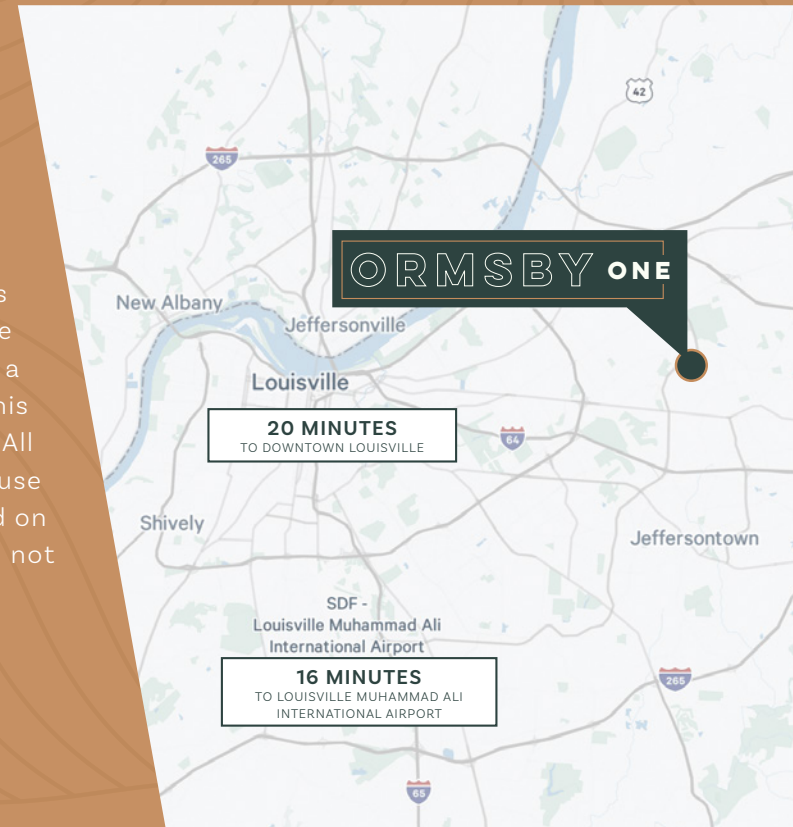 42
265
ORMSBY ONE
s
e
a
his
All
use
d on
not
New Albany
Jeffersonville
Louisville
20 MINUTES
TO DOWNTOWN LOUISVILLE
64
Shively
Jeffersontown
SDF -
Louisville Muhammad Ali
International Airport
16 MINUTES
TO LOUISVILLE MUHAMMAD ALI
INTERNATIONAL AIRPORT
265
65